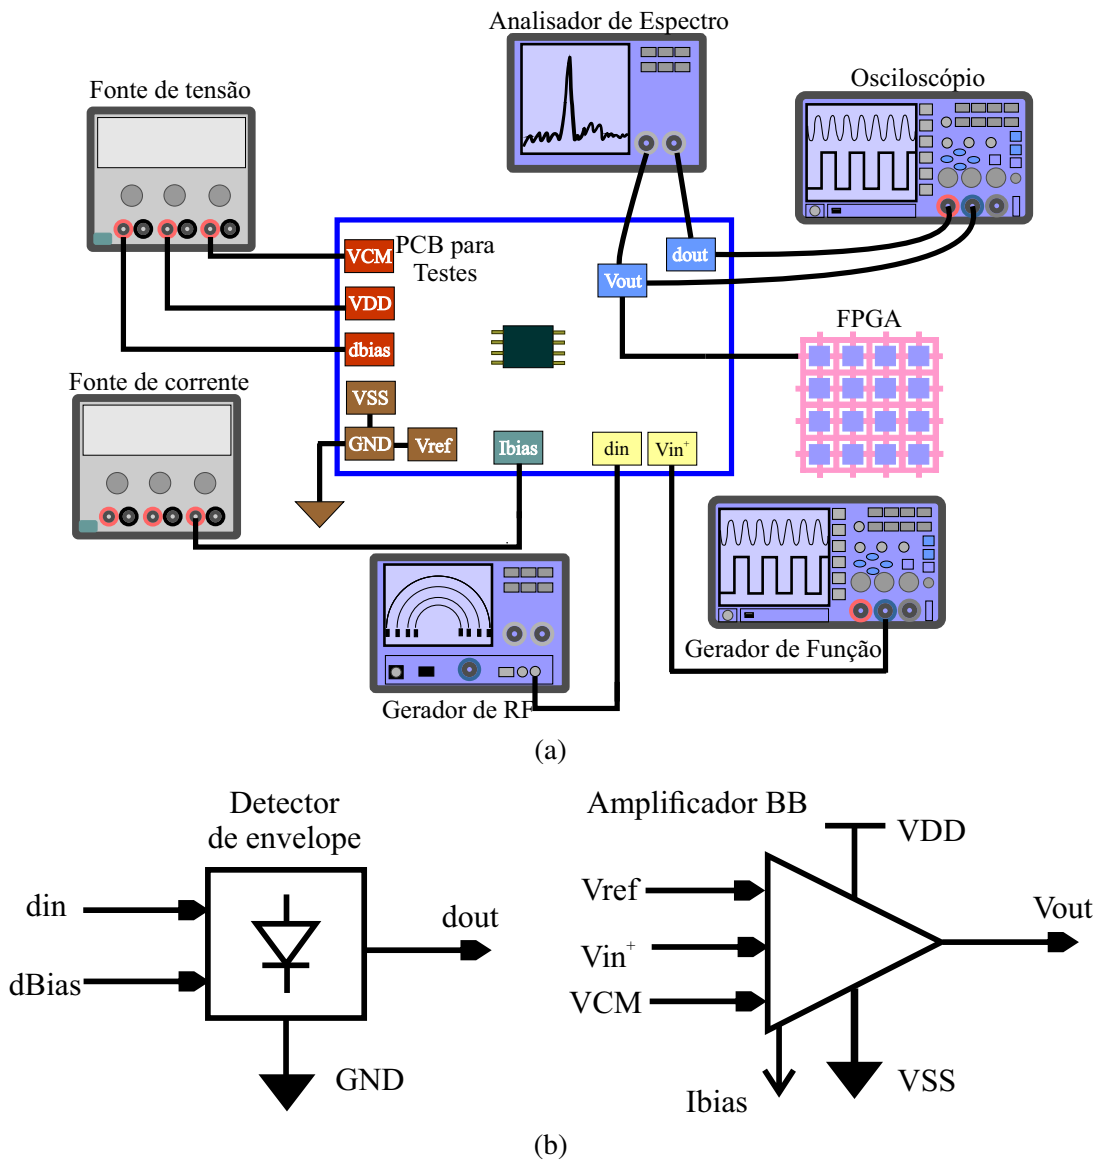 Analisador de Espectro
Fonte de tensão
Osciloscópio
PCB para
Testes
VCM
VDD
dbias
dout
Vout
FPGA
Fonte de corrente
VSS
GND
Vref
Ibias
din
Vin+
Gerador de RF
Gerador de Função
(a)
Detector
de envelope
din
dBias
dout
GND
Amplificador BB
VDD
Vref
Vin+
VCM
Vout
Ibias
VSS
(b)